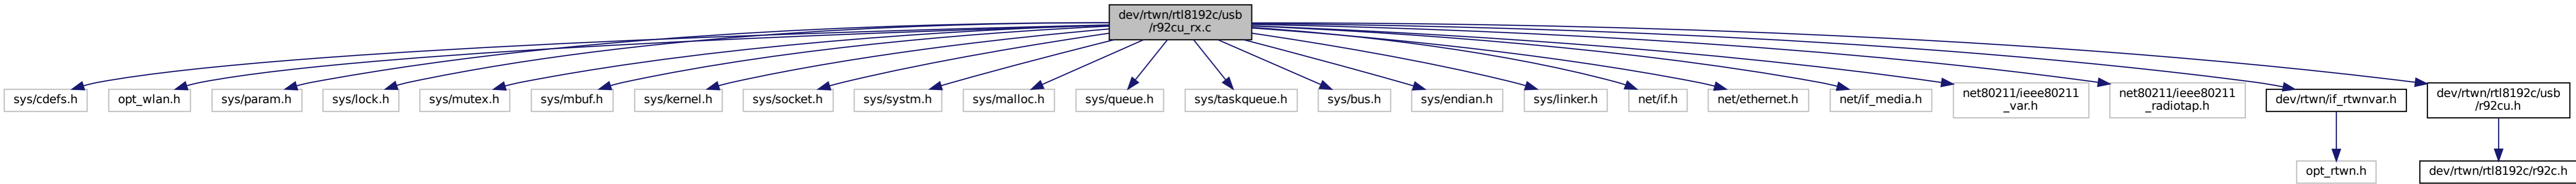 dev/rtwn/rtl8192c/usb
/r92cu_rx.c
sys/cdefs.h
opt_wlan.h
sys/param.h
sys/lock.h
sys/mutex.h
sys/mbuf.h
sys/kernel.h
sys/socket.h
sys/systm.h
sys/malloc.h
sys/queue.h
sys/taskqueue.h
sys/bus.h
sys/endian.h
sys/linker.h
net/if.h
net/ethernet.h
net/if_media.h
net80211/ieee80211
_var.h
net80211/ieee80211
_radiotap.h
dev/rtwn/if_rtwnvar.h
dev/rtwn/rtl8192c/usb
/r92cu.h
opt_rtwn.h
dev/rtwn/rtl8192c/r92c.h